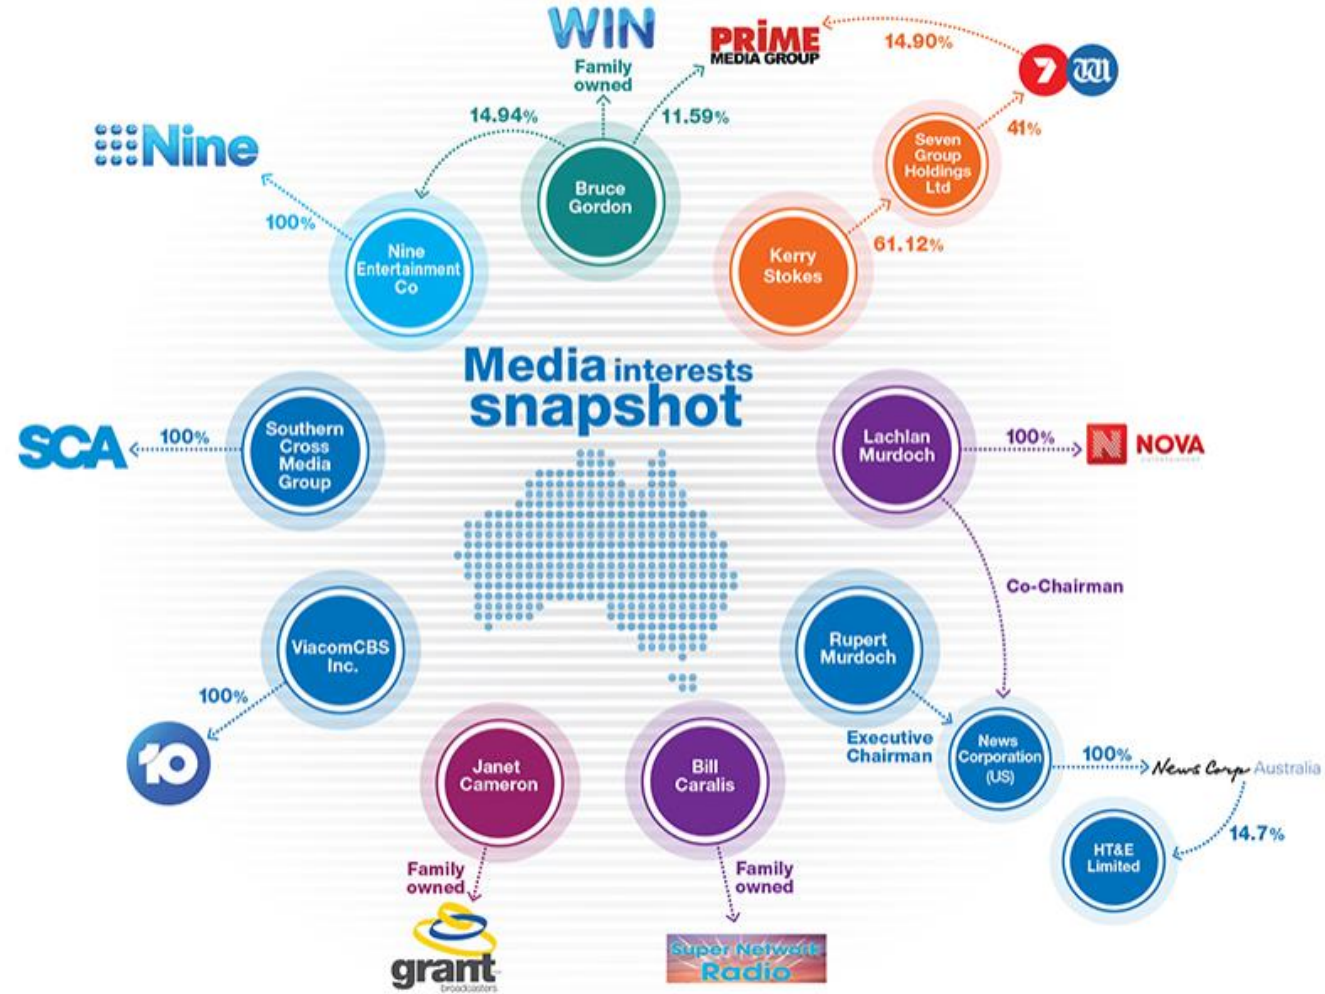 WIN
Family
owned
PRiME
MEDIA GROUP
14.90%
7
14.94%
11.59%
41%
Nine
Seven
Group
Holdings
Ltd
Bruce
Gordon
100%
61.12%
Nine
Entertainment
Co
Kerry
Stokes
Media interests
snapshot
SCA
100%
Southern
Cross
Media
Group
Lachlan
Murdoch
100%
N NOVA
Co-Chairman
ViacomCBS
Inc.
Rupert
Murdoch
100%
10
Executive
Chairman
News
Corporation
(US)
100%
News Corp Australia
Janet
Cameron
Bill
Caralis
14.7%
HT&E
Limited
Family
owned
Family
owned
grant
broadcasters
Super Network
Radio